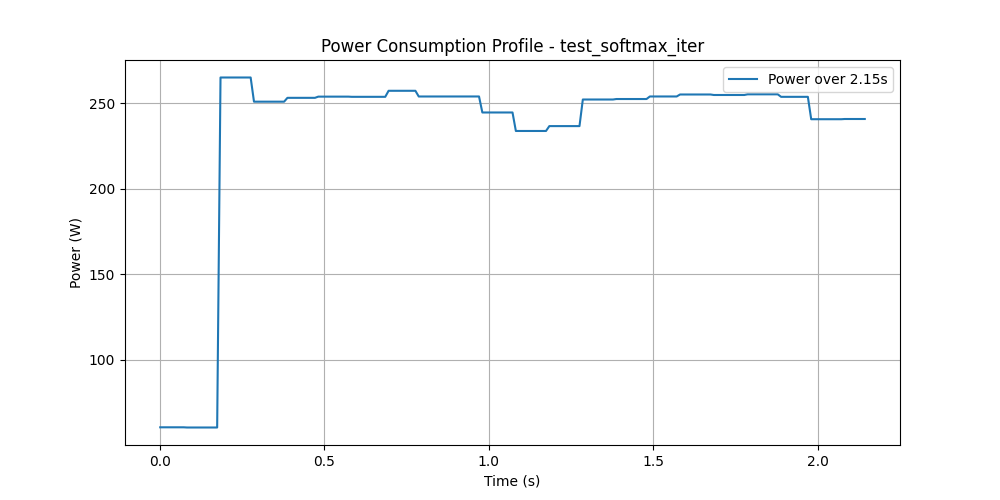 Power Consumption Profile - test_softmax_iter
Power over 2.15s
250
200
150
100
Power (W)
0.0 0.5 1.0 1.5 2.0
Time (s)